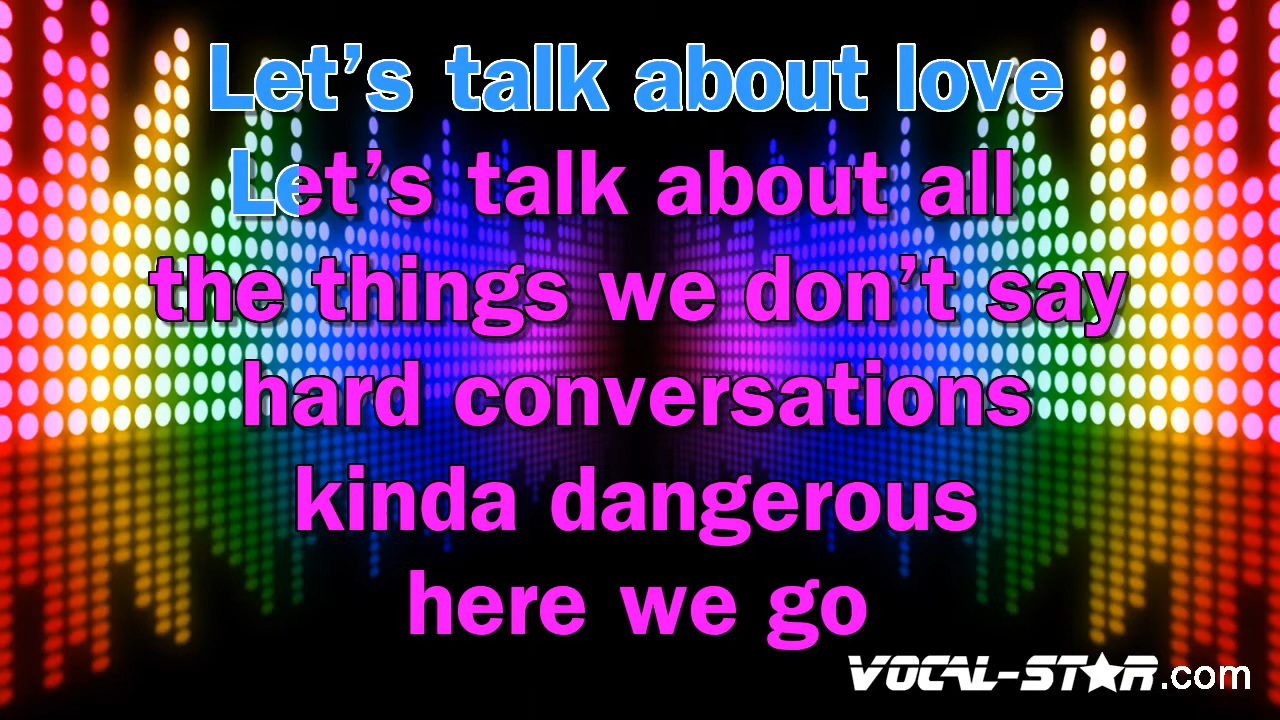 Let’s talk about love
Let’s talk about all
the things we don’t say
hard conversations
kinda dangerous
here we go
VOCAL-STAR.com